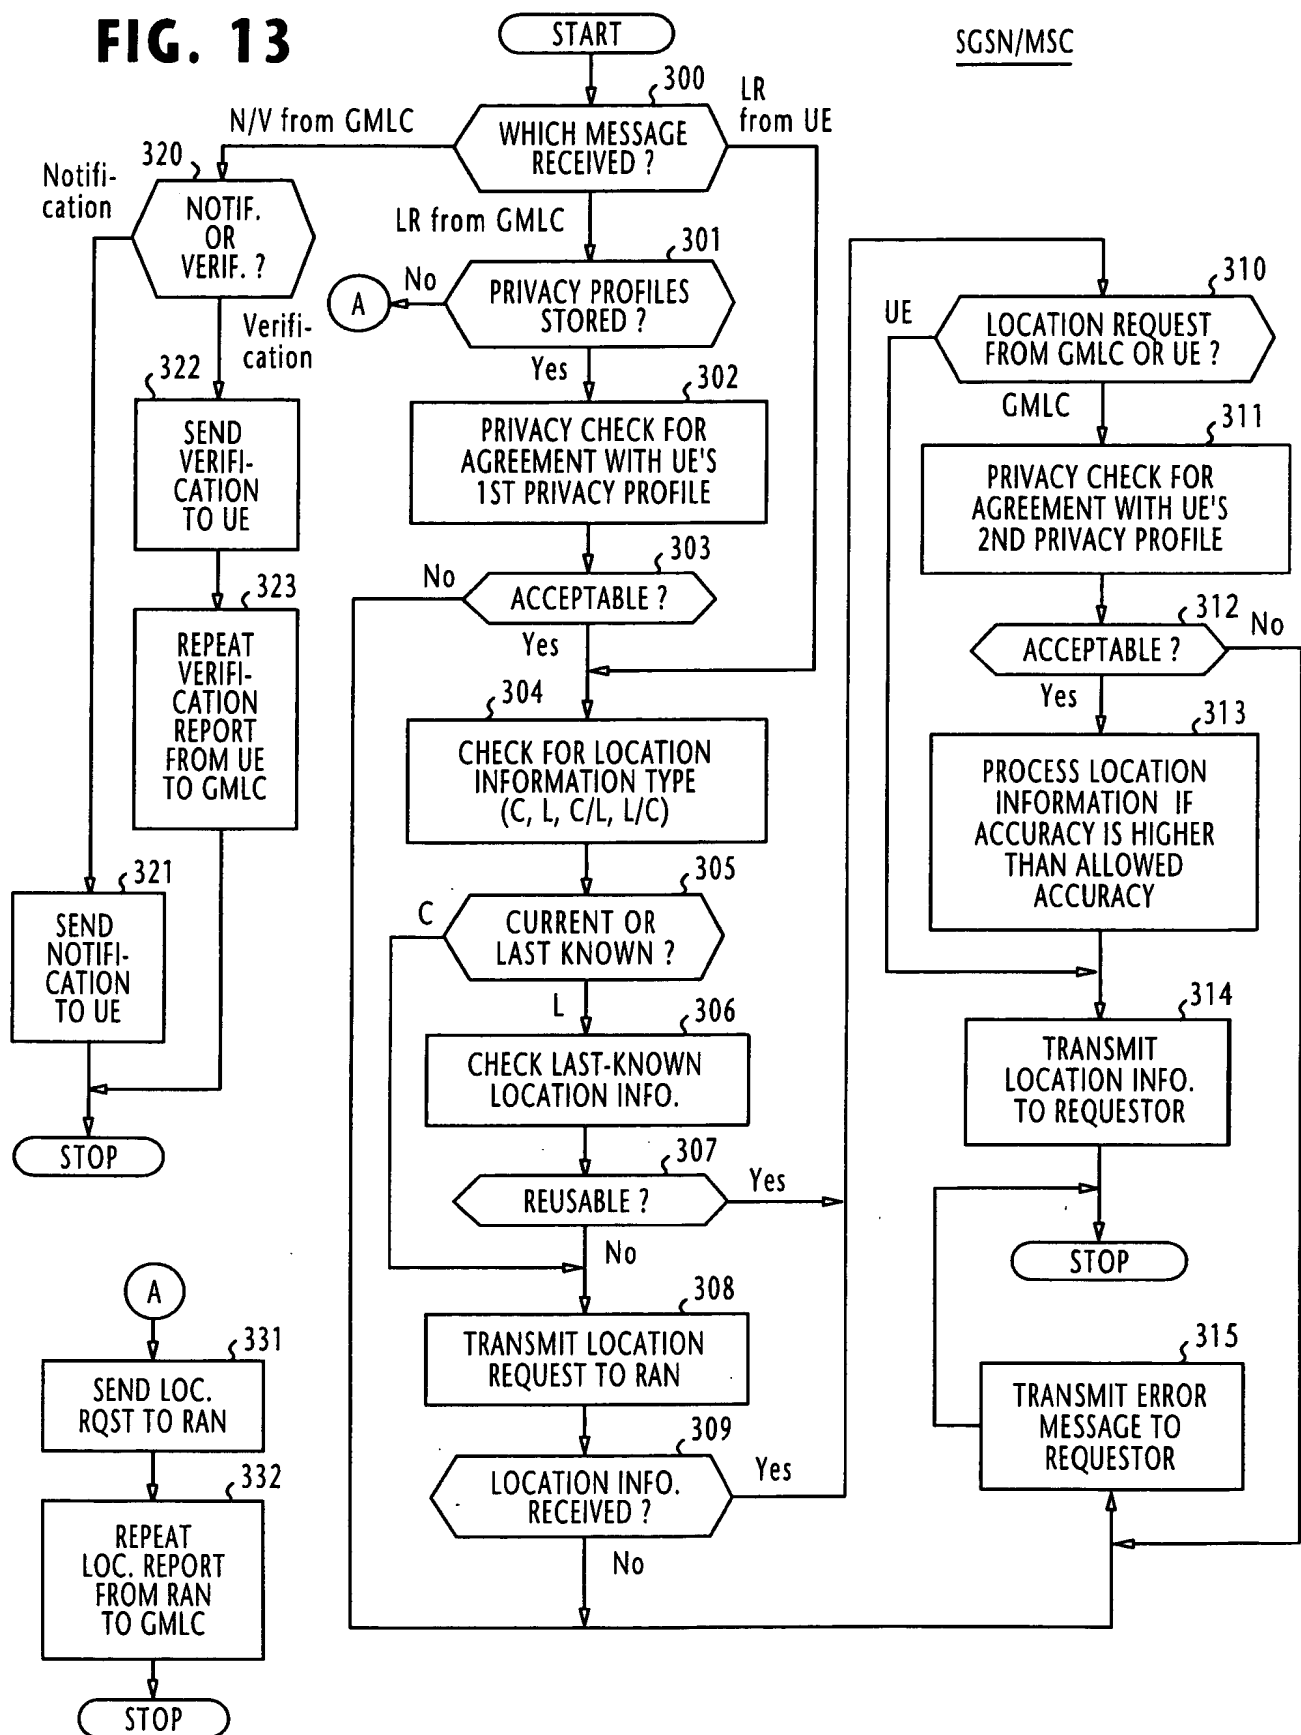 FIG. 13
SGSN/MSC
START
300
WHICH MESSAGE
RECEIVED ?
N/V from GMLC
LR
from UE
LR from GMLC
320
NOTIF.
OR
VERIF. ?
Notifi-
cation
Verifi-
cation
322
SEND
VERIFI-
CATION
TO UE
323
REPEAT
VERIFI-
CATION
REPORT
FROM UE
TO GMLC
321
SEND
NOTIFI-
CATION
TO UE
STOP
301
PRIVACY PROFILES
STORED ?
No
A
Yes
302
PRIVACY CHECK FOR
AGREEMENT WITH UE'S
1ST PRIVACY PROFILE
303
ACCEPTABLE ?
No
Yes
304
CHECK FOR LOCATION
INFORMATION TYPE
(C, L, C/L, L/C)
305
CURRENT OR
LAST KNOWN ?
C
L
306
CHECK LAST-KNOWN
LOCATION INFO.
307
REUSABLE ?
Yes
No
308
TRANSMIT LOCATION
REQUEST TO RAN
309
LOCATION INFO.
RECEIVED ?
Yes
No
310
LOCATION REQUEST
FROM GMLC OR UE ?
UE
GMLC
311
PRIVACY CHECK FOR
AGREEMENT WITH UE'S
2ND PRIVACY PROFILE
312
ACCEPTABLE ?
No
Yes
313
PROCESS LOCATION
INFORMATION IF
ACCURACY IS HIGHER
THAN ALLOWED
ACCURACY
314
TRANSMIT
LOCATION INFO.
TO REQUESTOR
STOP
315
TRANSMIT ERROR
MESSAGE TO
REQUESTOR
A
331
SEND LOC.
RQST TO RAN
332
REPEAT
LOC. REPORT
FROM RAN
TO GMLC
STOP